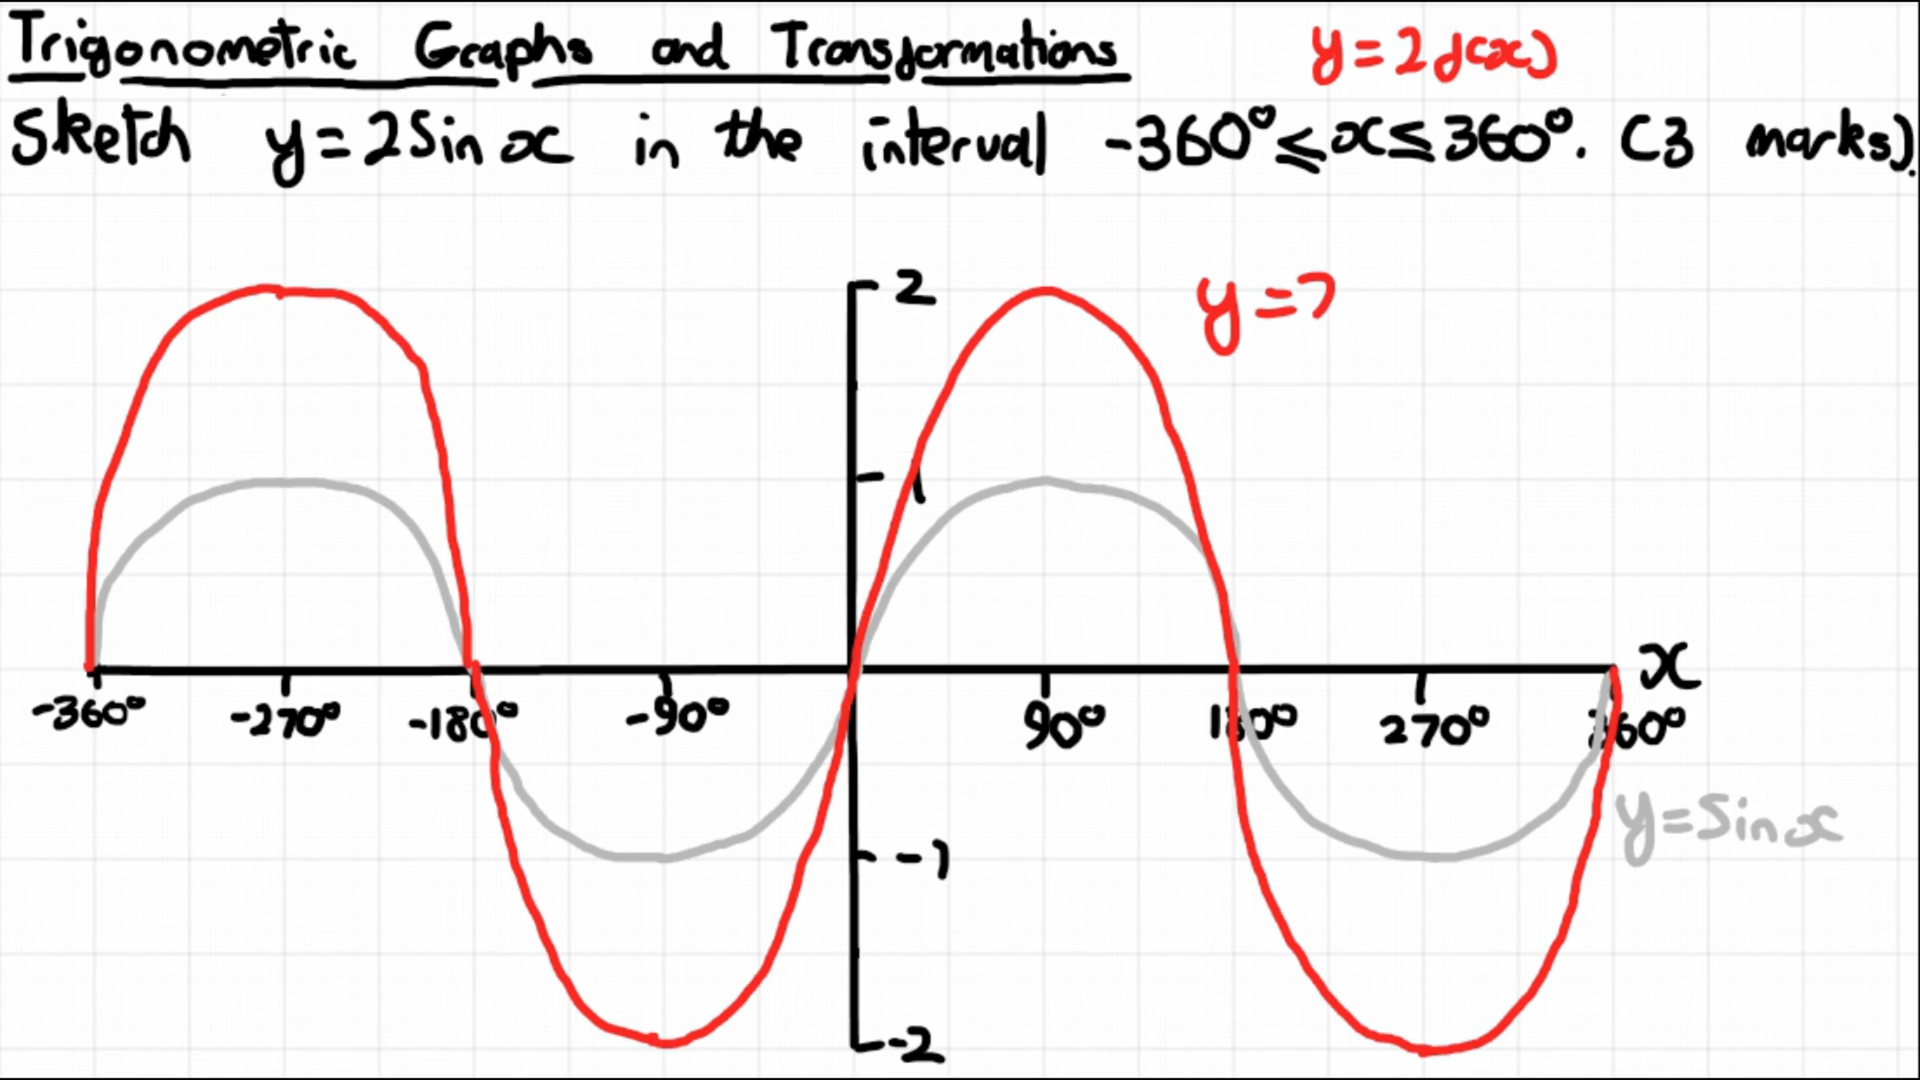 Trigonometric Graphs and Transformations
y = 2f(x)
Sketch y = 2Sin x in the interval -360° ≤ x ≤ 360°. (3 marks).
2
y = ?
1
x
-360° -270° -180° -90° 90° 180° 270° 360°
y = Sin x
-1
-2